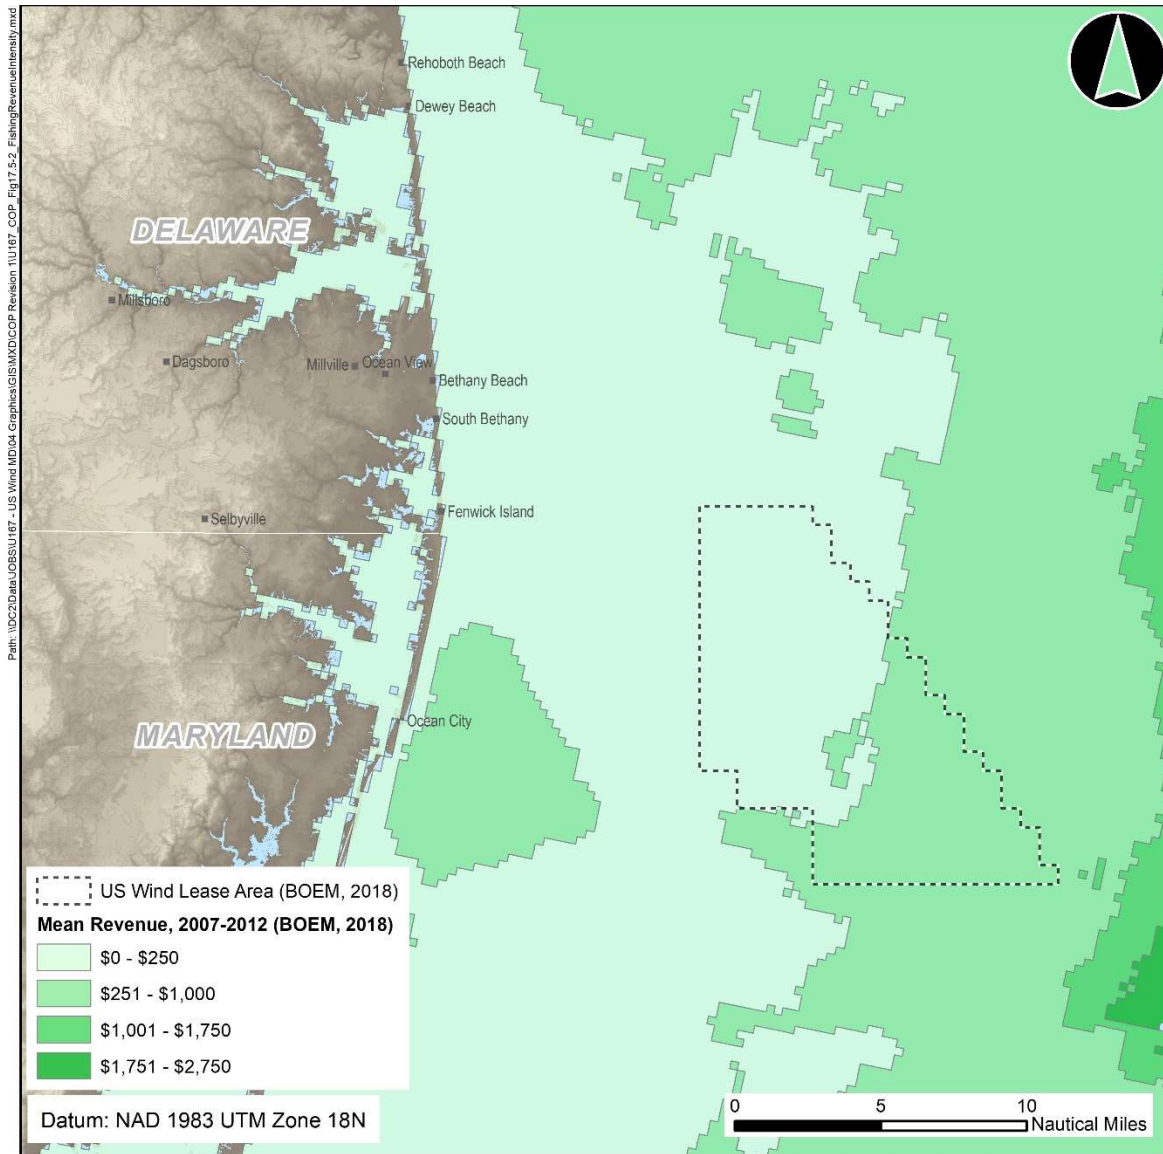 Path: \\DC2\Data\JOBS\U167 - US Wind MD\04 Graphics\GIS\MXD\COP Revision 1\U167_COP_Fig17.5-2_FishingRevenueIntensity.mxd
Rehoboth Beach
Dewey Beach
DELAWARE
Millsboro
Dagsboro
Millville
Ocean View
Bethany Beach
South Bethany
Fenwick Island
Selbyville
Ocean City
MARYLAND
US Wind Lease Area (BOEM, 2018)
Mean Revenue, 2007-2012 (BOEM, 2018)
$0 - $250
$251 - $1,000
$1,001 - $1,750
$1,751 - $2,750
Datum: NAD 1983 UTM Zone 18N
0 5 10
Nautical Miles